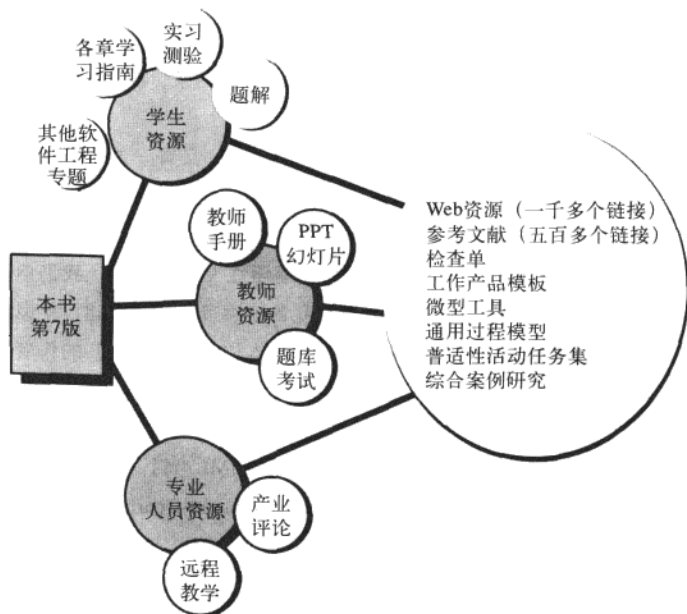 各章学
习指南
实习
测验
题解
其他软
件工程
专题
学生
资源
本书
第7版
教师
手册
PPT
幻灯片
教师
资源
题库
考试
专业
人员资源
产业
评论
远程
教学
Web资源（一千多个链接）
参考文献（五百多个链接）
检查单
工作产品模板
微型工具
通用过程模型
普适性活动任务集
综合案例研究